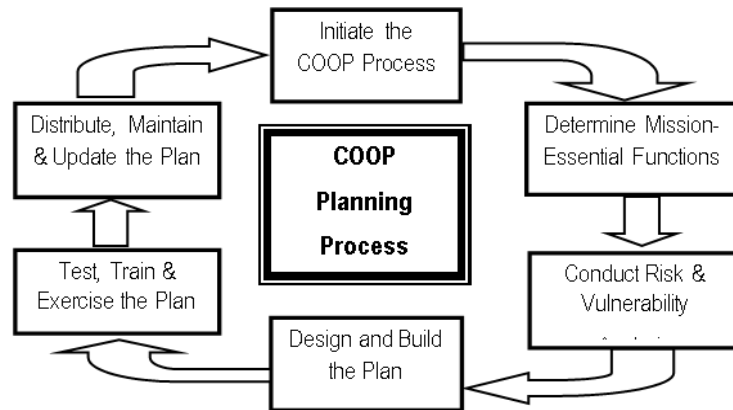 Initiate the
COOP Process
Determine Mission-
Essential Functions
Conduct Risk &
Vulnerability
Design and Build
the Plan
Test, Train &
Exercise the Plan
Distribute, Maintain
& Update the Plan
COOP
Planning
Process